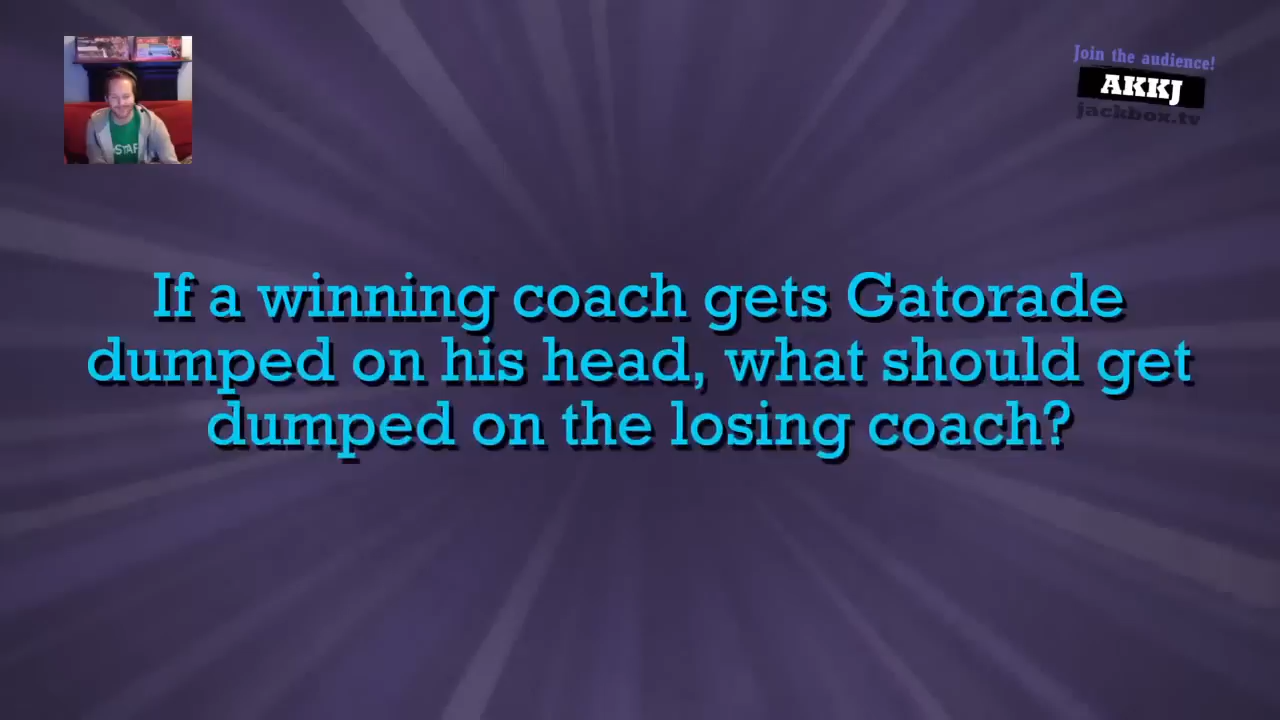 Join the audience!
AKKJ
jackbox.tv
If a winning coach gets Gatorade
dumped on his head, what should get
dumped on the losing coach?